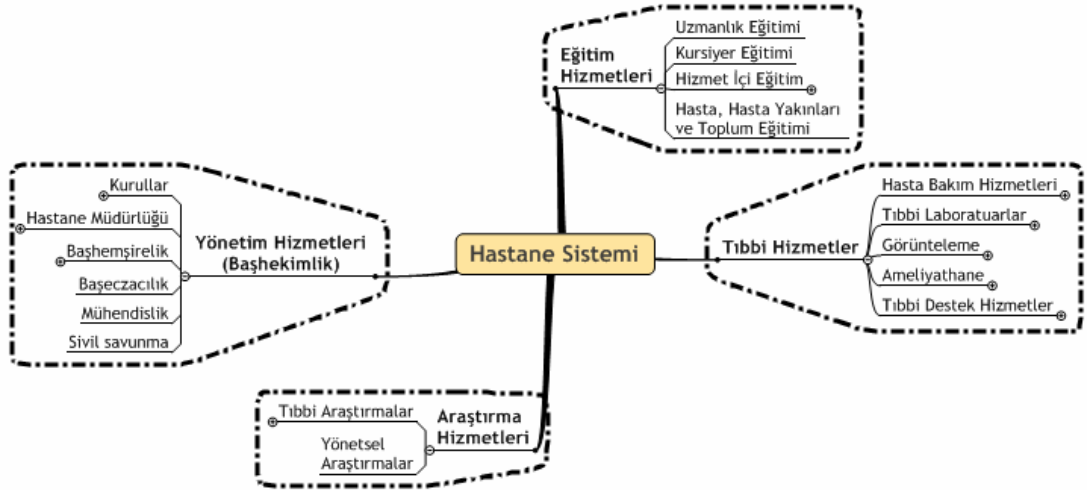 Uzmanlık Eğitimi
Kursiyer Eğitimi
Eğitim
Hizmetleri
Hizmet İçi Eğitim
Hasta, Hasta Yakınları
ve Toplum Eğitimi
Kurullar
Hastane Müdürlüğü
Başhemşirelik
Başeczacılık
Mühendislik
Sivil savunma
Yönetim Hizmetleri
(Başhekimlik)
Hastane Sistemi
Tıbbi Hizmetler
Hasta Bakım Hizmetleri
Tıbbi Laboratuarlar
Görünteleme
Ameliyathane
Tıbbi Destek Hizmetler
Tıbbi Araştırmalar
Yönetsel
Araştırmalar
Araştırma
Hizmetleri